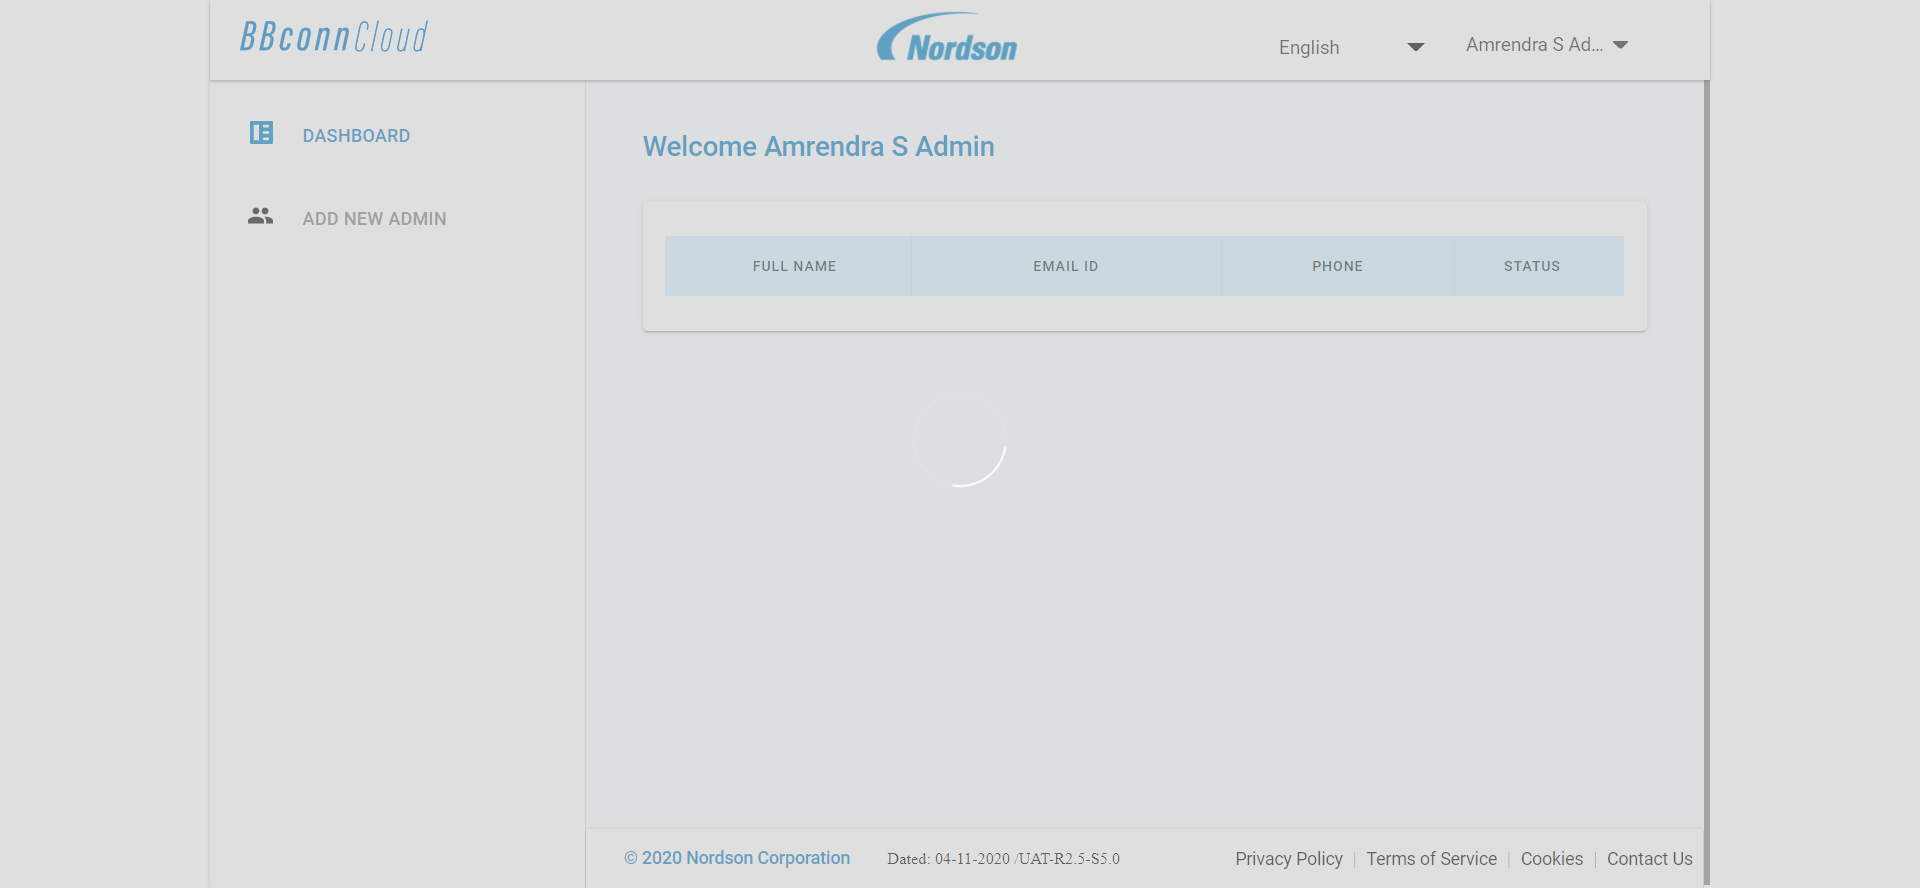 BBconnCloud
Nordson
English
Amrendra S Ad...
DASHBOARD
ADD NEW ADMIN
Welcome Amrendra S Admin
FULL NAME
EMAIL ID
PHONE
STATUS
© 2020 Nordson Corporation
Dated: 04-11-2020 /UAT-R2.5-S5.0
Privacy Policy
Terms of Service
Cookies
Contact Us